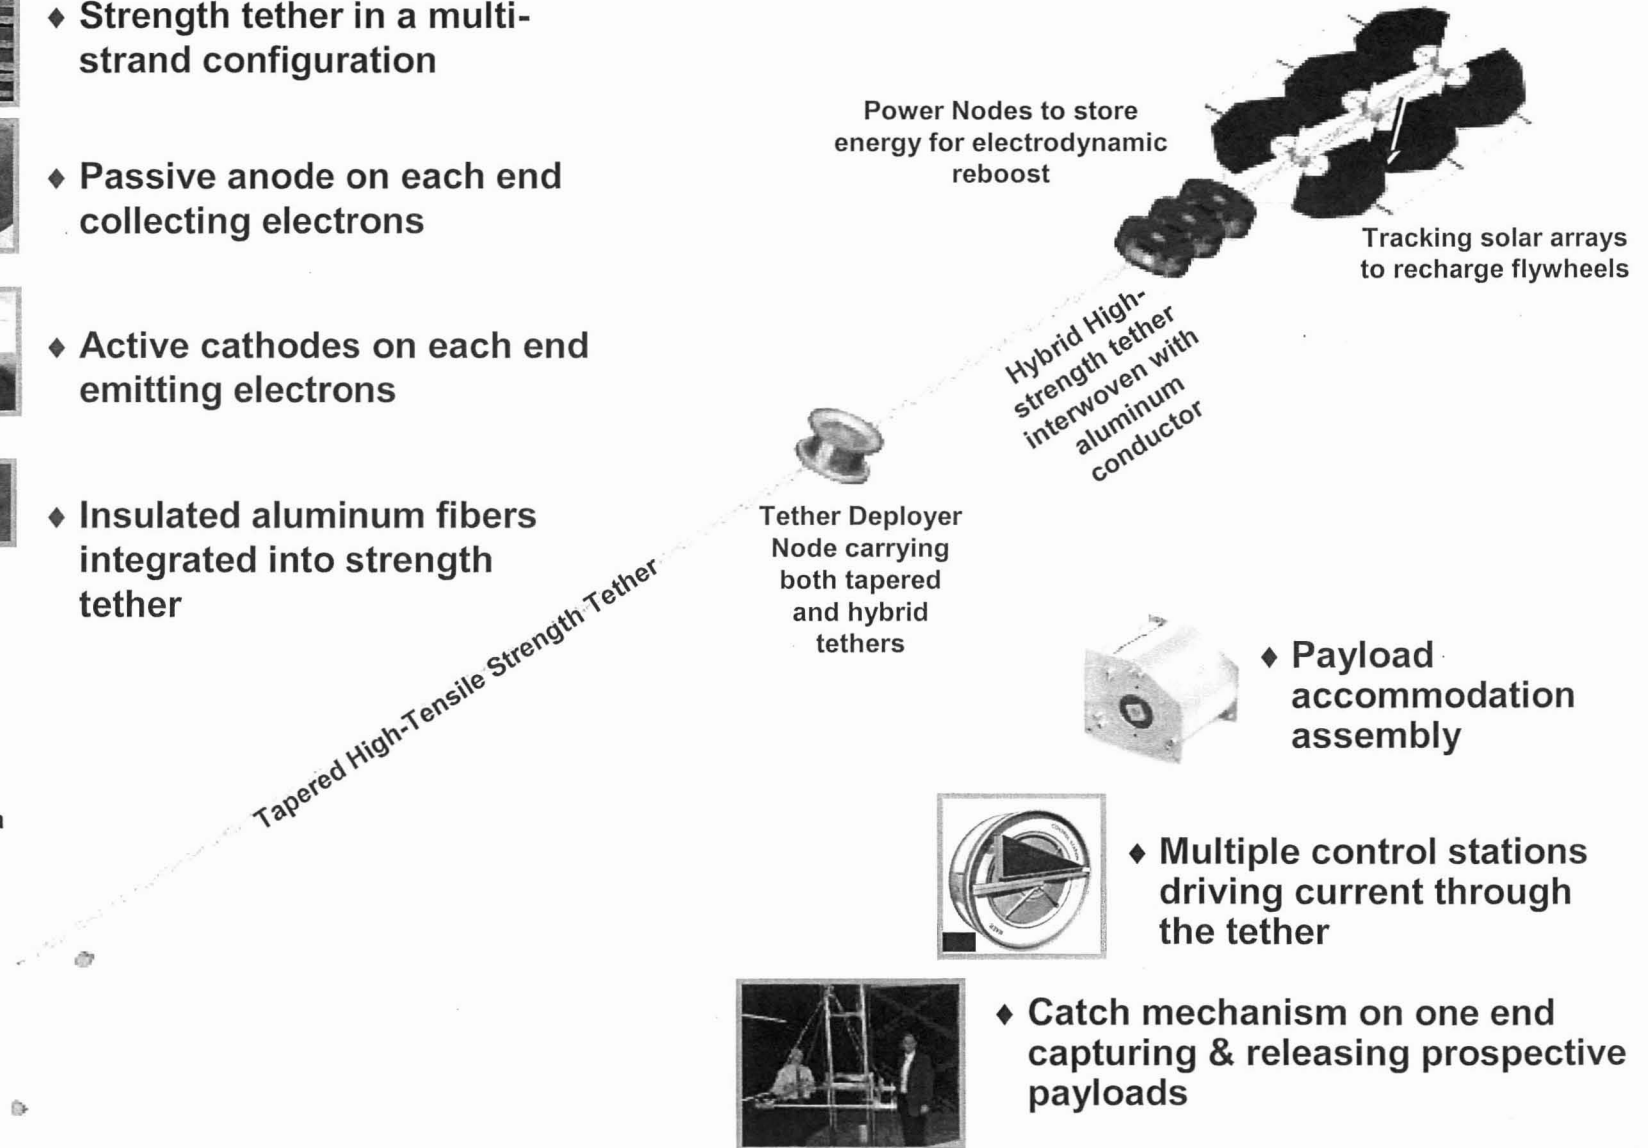 ♦ Strength tether in a multi-
strand configuration
♦ Passive anode on each end
collecting electrons
♦ Active cathodes on each end
emitting electrons
♦ Insulated aluminum fibers
integrated into strength
tether
Power Nodes to store
energy for electrodynamic
reboost
Tracking solar arrays
to recharge flywheels
Hybrid High-
strength tether
interwoven with
aluminum
conductor
Tether Deployer
Node carrying
both tapered
and hybrid
tethers
Tapered High-Tensile Strength Tether
♦ Payload
accommodation
assembly
♦ Multiple control stations
driving current through
the tether
♦ Catch mechanism on one end
capturing & releasing prospective
payloads